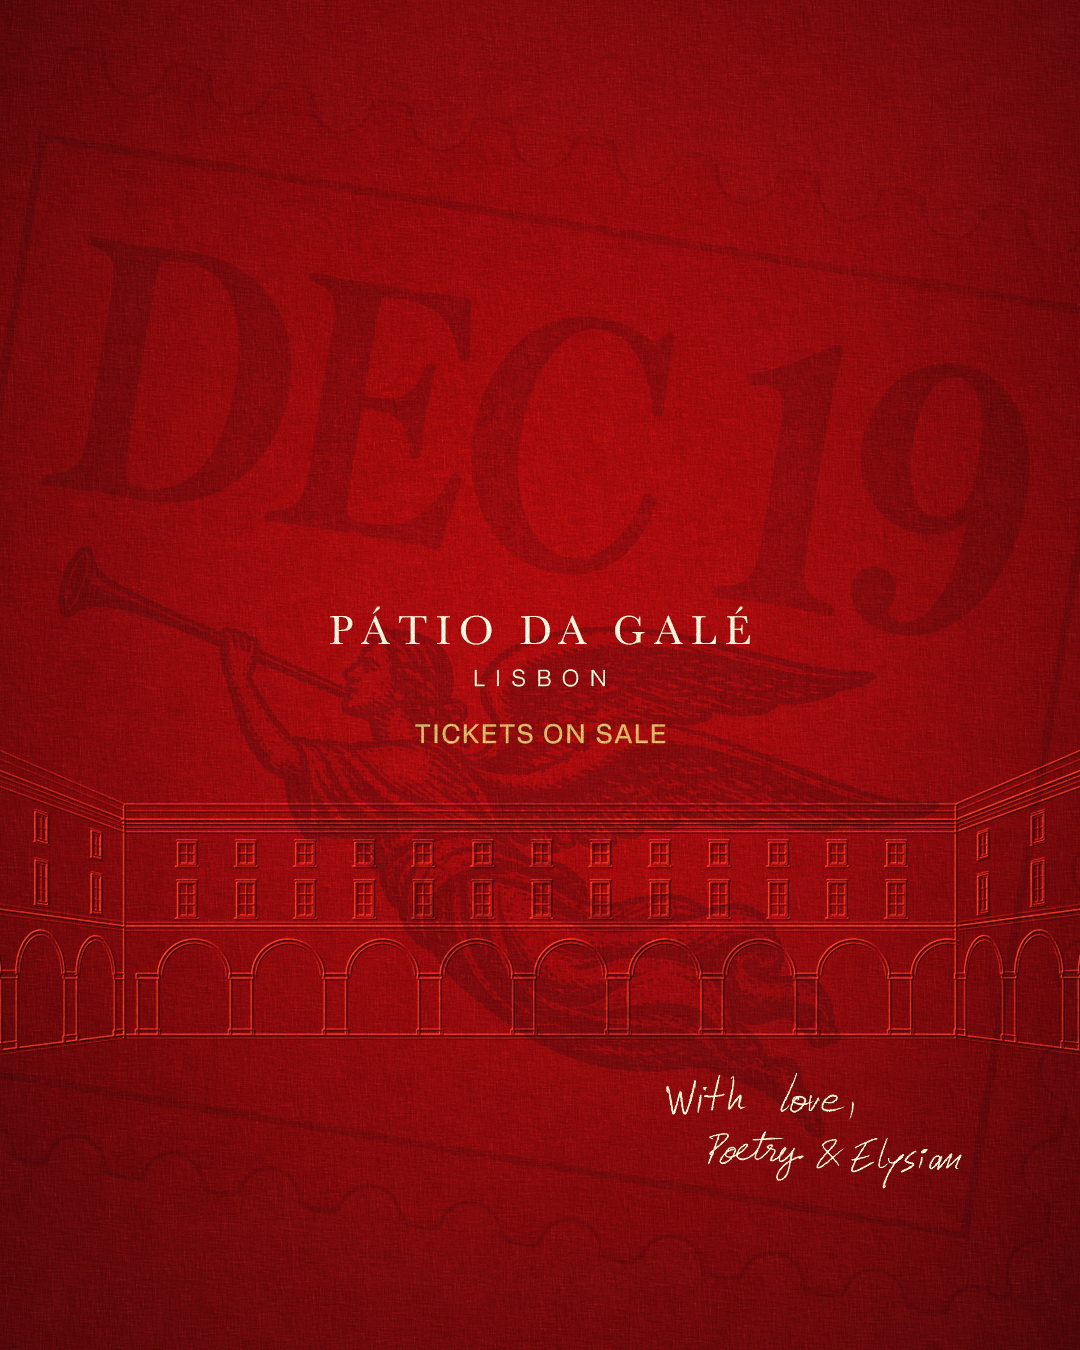 DEC 19
PÁTIO DA GALÉ
LISBON
TICKETS ON SALE
With love,
Poetry & Elysian